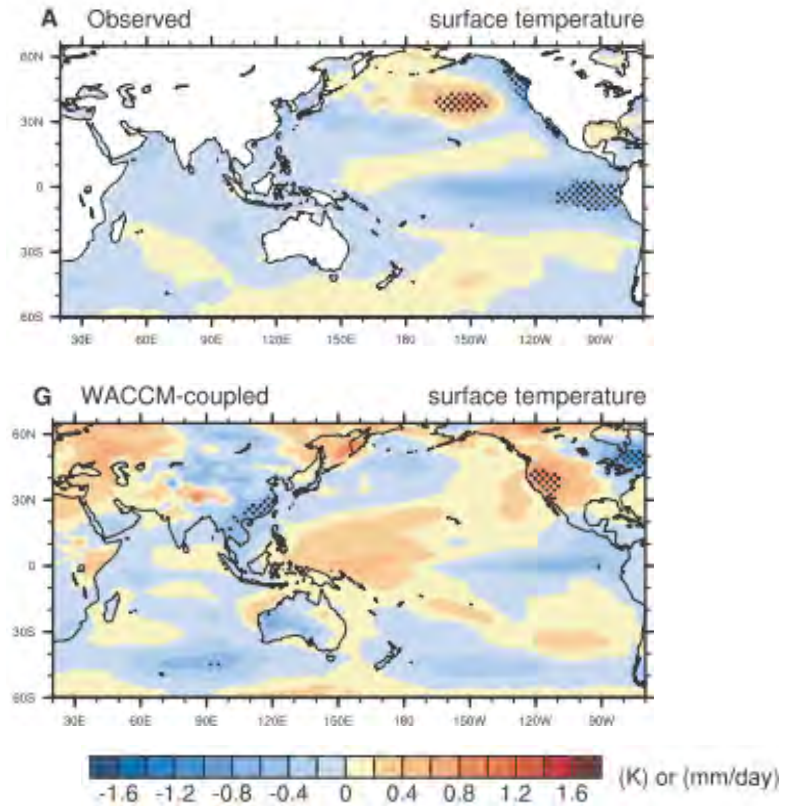 A Observed surface temperature
60N
30N
0
30S
60S
30E 60E 90E 120E 150E 180 150W 120W 90W
G WACCM-coupled surface temperature
60N
30N
0
30S
60S
30E 60E 90E 120E 150E 180 150W 120W 90W
-1.6 -1.2 -0.8 -0.4 0 0.4 0.8 1.2 1.6 (K) or (mm/day)